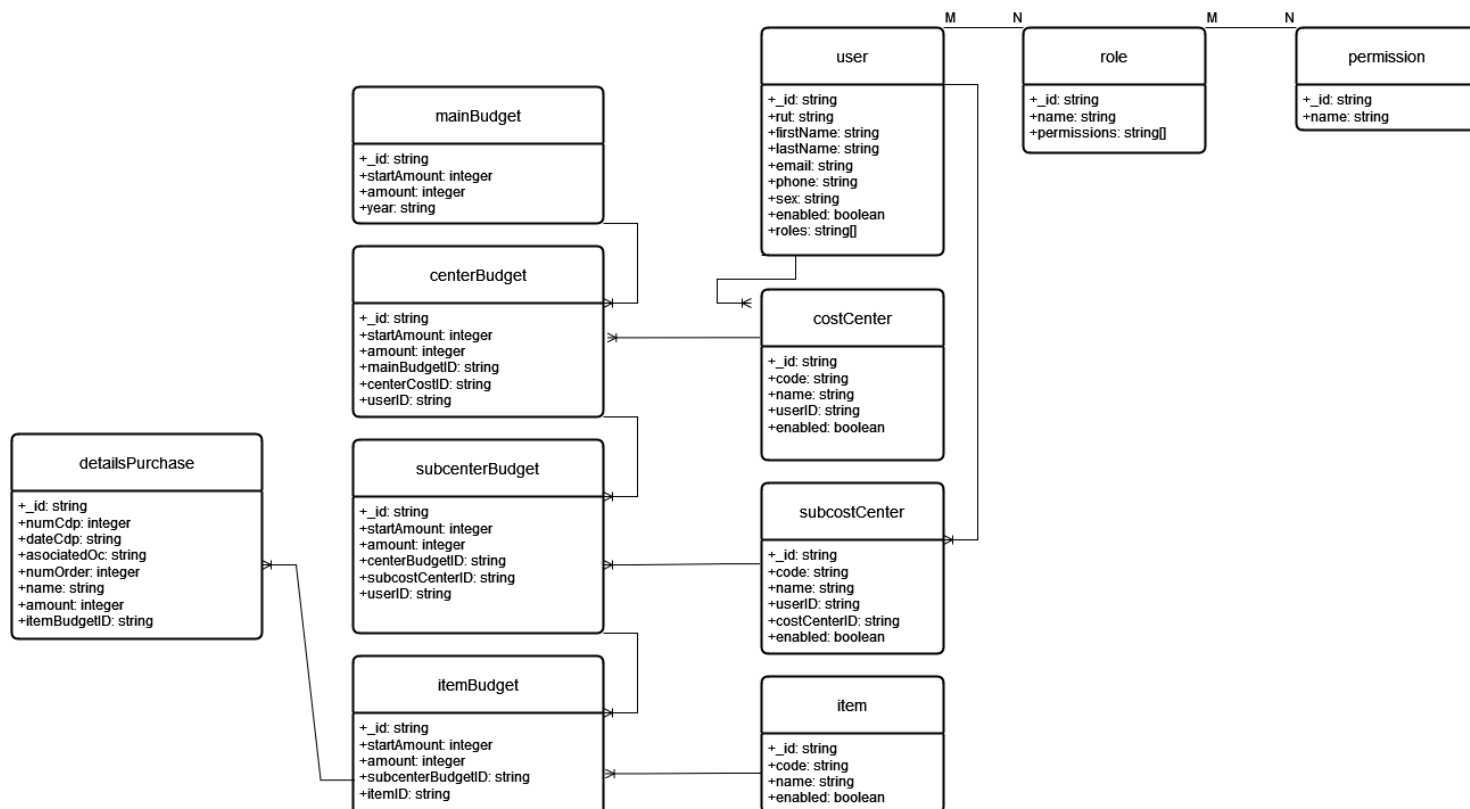 M
N
M
N
user
+_id: string
+rut: string
+firstName: string
+lastName: string
+email: string
+phone: string
+sex: string
+enabled: boolean
+roles: string[]
role
+_id: string
+name: string
+permissions: string[]
permission
+_id: string
+name: string
mainBudget
+_id: string
+startAmount: integer
+amount: integer
+year: string
centerBudget
+_id: string
+startAmount: integer
+amount: integer
+mainBudgetID: string
+centerCostID: string
+userID: string
costCenter
+_id: string
+code: string
+name: string
+userID: string
+enabled: boolean
detailsPurchase
+_id: string
+numCdp: integer
+dateCdp: string
+asociatedOc: string
+numOrder: integer
+name: string
+amount: integer
+itemBudgetID: string
subcenterBudget
+_id: string
+startAmount: integer
+amount: integer
+centerBudgetID: string
+subcostCenterID: string
+userID: string
subcostCenter
+_id: string
+code: string
+name: string
+userID: string
+costCenterID: string
+enabled: boolean
itemBudget
+_id: string
+startAmount: integer
+amount: integer
+subcenterBudgetID: string
+itemID: string
item
+_id: string
+code: string
+name: string
+enabled: boolean